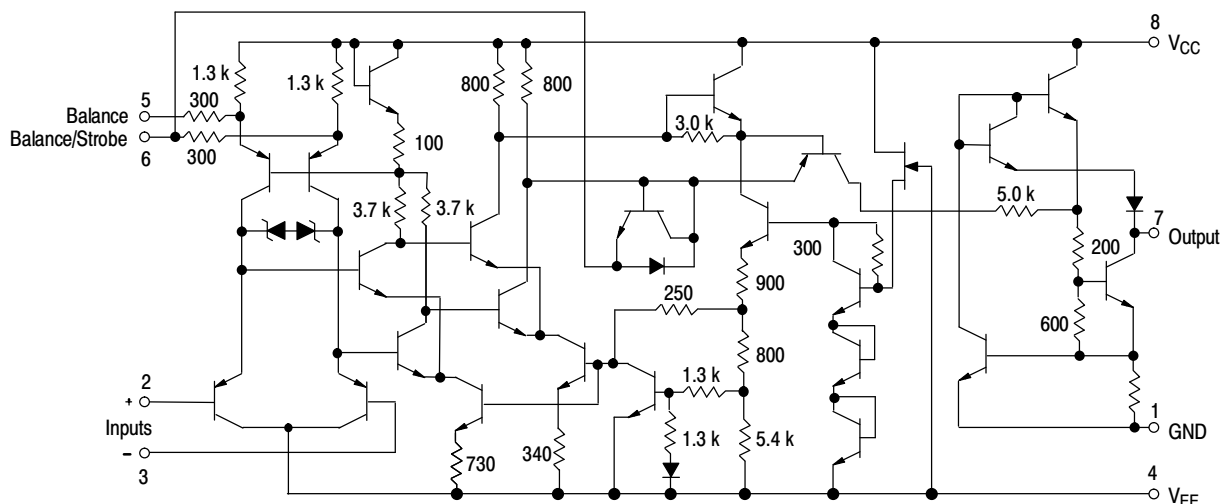 8
VCC
1.3 k
1.3 k
800
800
5
300
Balance
Balance/Strobe
6
300
100
3.0 k
3.7 k
3.7 k
5.0 k
7
Output
300
200
900
250
600
800
2
+
1.3 k
Inputs
1
GND
–
3
730
340
1.3 k
5.4 k
4
VEE